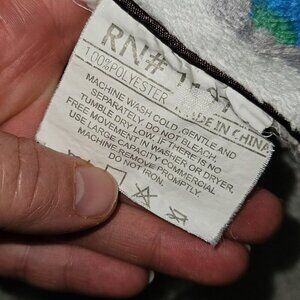 RN#
100%POLYESTER
MADE IN CHINA
MACHINE WASH COLD, GENTLE AND
SEPARATELY. DO NOT BLEACH.
TUMBLE DRY LOW. IF THERE IS NO
FREE MOVEMENT IN WASHER OR DRYER.
USE LARGE CAPACITY COMMERCIAL
MACHINE REMOVE PROMPTLY.
DO NOT IRON.